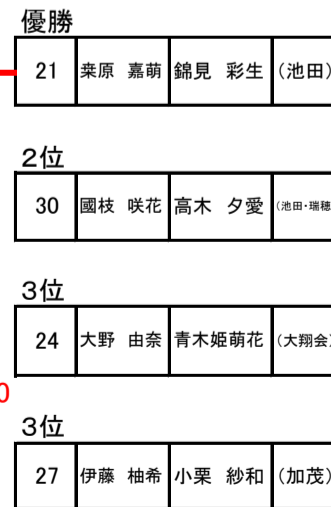 優勝
21 桒原 嘉萌 錦見 彩生 (池田)
2位
30 國枝 咲花 高木 夕愛 (池田・瑞穂
3位
24 大野 由奈 青木姫萌花 (大翔会)
0
3位
27 伊藤 柚希 小栗 紗和 (加茂)